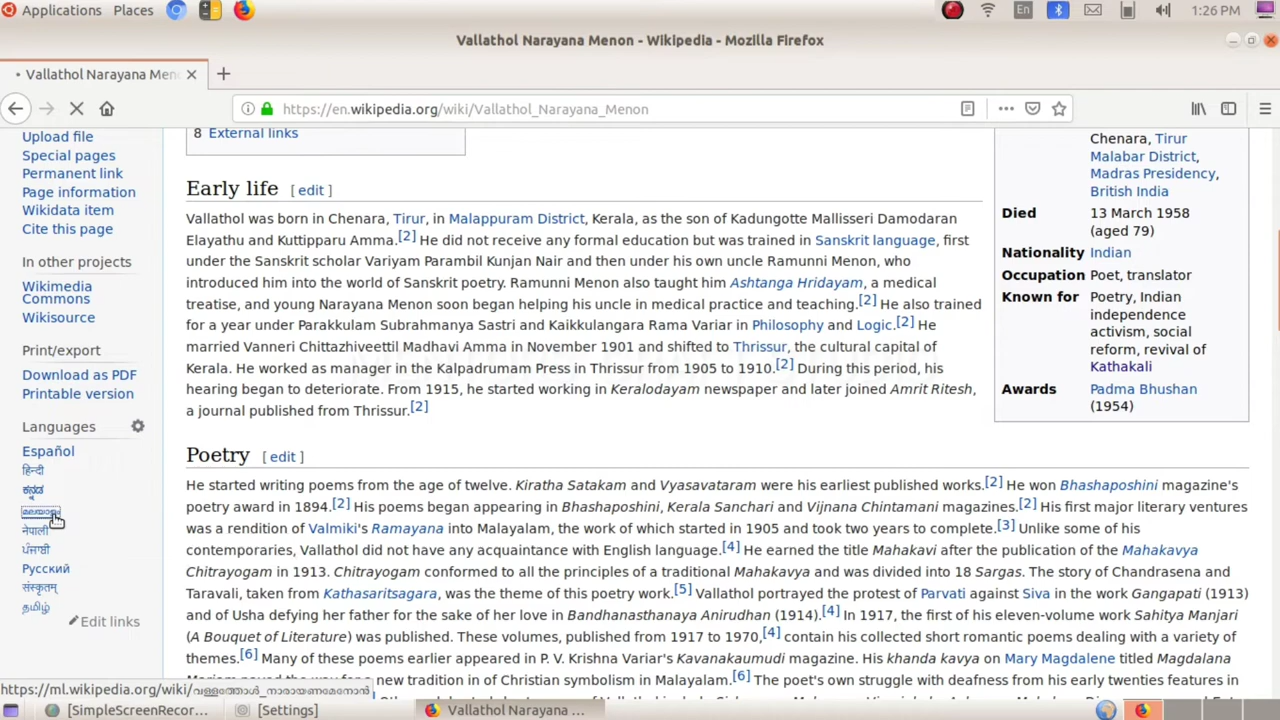 Applications Places En 1:26 PM
Vallathol Narayana Menon - Wikipedia - Mozilla Firefox
Vallathol Narayana Men
https://en.wikipedia.org/wiki/Vallathol_Narayana_Menon
Upload file
Special pages
Permanent link
Page information
Wikidata item
Cite this page
In other projects
Wikimedia
Commons
Wikisource
Print/export
Download as PDF
Printable version
Languages
Español
हिन्दी
ಕನ್ನಡ
മലയാളം
नेपाली
ਪੰਜਾਬੀ
Русский
संस्कृतम्
தமிழ்
Edit links
8 External links
Early life [ edit ]
Vallathol was born in Chenara, Tirur, in Malappuram District, Kerala, as the son of Kadungotte Mallisseri Damodaran
Elayathu and Kuttipparu Amma.[2] He did not receive any formal education but was trained in Sanskrit language, first
under the Sanskrit scholar Variyam Parambil Kunjan Nair and then under his own uncle Ramunni Menon, who
introduced him into the world of Sanskrit poetry. Ramunni Menon also taught him Ashtanga Hridayam, a medical
treatise, and young Narayana Menon soon began helping his uncle in medical practice and teaching.[2] He also trained
for a year under Parakkulam Subrahmanya Sastri and Kaikkulangara Rama Variar in Philosophy and Logic.[2] He
married Vanneri Chittazhiveettil Madhavi Amma in November 1901 and shifted to Thrissur, the cultural capital of
Kerala. He worked as manager in the Kalpadrumam Press in Thrissur from 1905 to 1910.[2] During this period, his
hearing began to deteriorate. From 1915, he started working in Keralodayam newspaper and later joined Amrit Ritesh,
a journal published from Thrissur.[2]
Chenara, Tirur
Malabar District,
Madras Presidency,
British India
Died 13 March 1958
(aged 79)
Nationality Indian
Occupation Poet, translator
Known for Poetry, Indian
independence
activism, social
reform, revival of
Kathakali
Awards Padma Bhushan
(1954)
Poetry [ edit ]
He started writing poems from the age of twelve. Kiratha Satakam and Vyasavataram were his earliest published works.[2] He won Bhashaposhini magazine's
poetry award in 1894.[2] His poems began appearing in Bhashaposhini, Kerala Sanchari and Vijnana Chintamani magazines.[2] His first major literary ventures
was a rendition of Valmiki's Ramayana into Malayalam, the work of which started in 1905 and took two years to complete.[3] Unlike some of his
contemporaries, Vallathol did not have any acquaintance with English language.[4] He earned the title Mahakavi after the publication of the Mahakavya
Chitrayogam in 1913. Chitrayogam conformed to all the principles of a traditional Mahakavya and was divided into 18 Sargas. The story of Chandrasena and
Taravali, taken from Kathasaritsagara, was the theme of this poetry work.[5] Vallathol portrayed the protest of Parvati against Siva in the work Gangapati (1913)
and of Usha defying her father for the sake of her love in Bandhanasthanaya Anirudhan (1914).[4] In 1917, the first of his eleven-volume work Sahitya Manjari
(A Bouquet of Literature) was published. These volumes, published from 1917 to 1970,[4] contain his collected short romantic poems dealing with a variety of
themes.[6] Many of these poems earlier appeared in P. V. Krishna Variar's Kavanakaumudi magazine. His khanda kavya on Mary Magdalene titled Magdalana
new tradition in of Christian symbolism in Malayalam.[6] The poet's own struggle with deafness from his early twenties features in
https://ml.wikipedia.org/wiki/വള്ളത്തോൾ_നാരായണമേനോൻ
[SimpleScreenRecor... [Settings] Vallathol Narayana ...